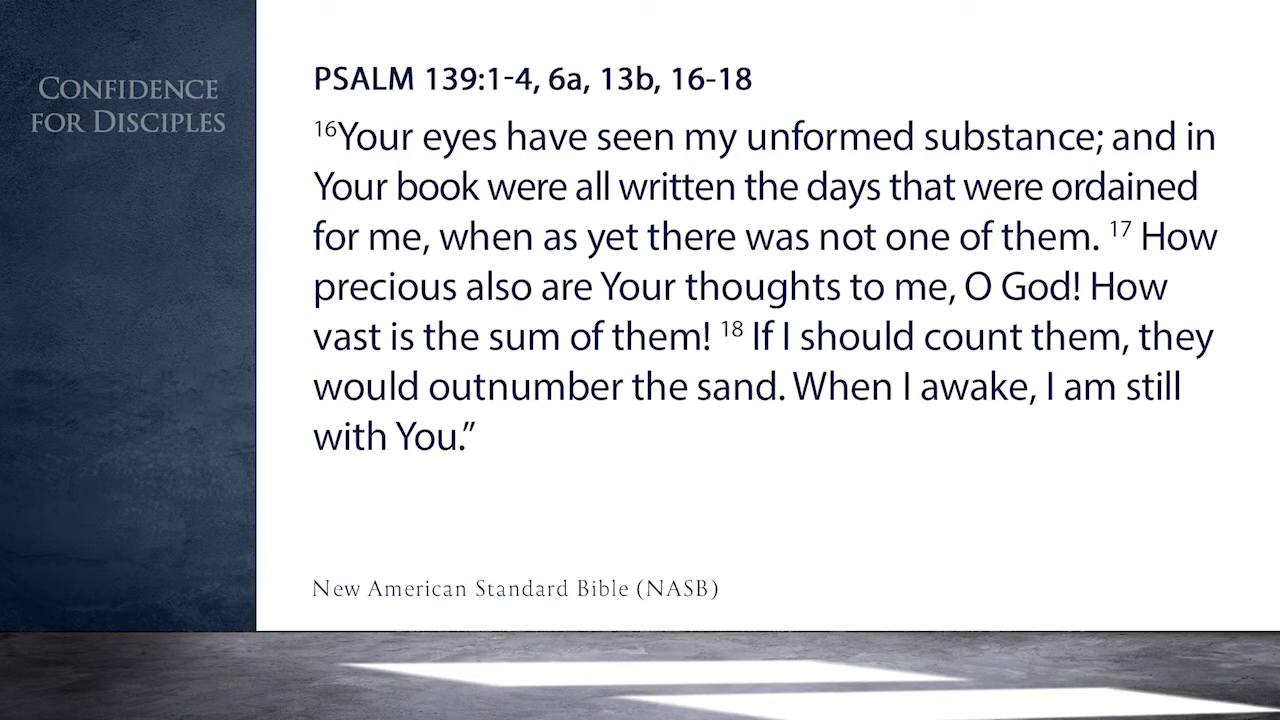 CONFIDENCE
FOR DISCIPLES
PSALM 139:1-4, 6a, 13b, 16-18
16Your eyes have seen my unformed substance; and in
Your book were all written the days that were ordained
for me, when as yet there was not one of them. 17 How
precious also are Your thoughts to me, O God! How
vast is the sum of them! 18 If I should count them, they
would outnumber the sand. When I awake, I am still
with You.”
New American Standard Bible (NASB)